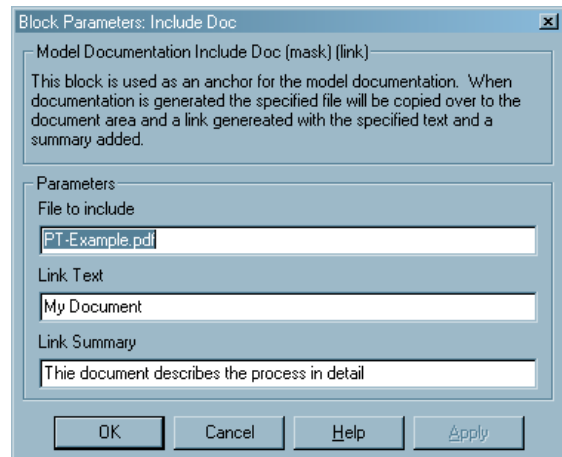 Block Parameters: Include Doc
Model Documentation Include Doc (mask) (link)
This block is used as an anchor for the model documentation. When
documentation is generated the specified file will be copied over to the
document area and a link genereated with the specified text and a
summary added.
Parameters
File to include
PT-Example.pdf
Link Text
My Document
Link Summary
Thie document describes the process in detail
OK Cancel Help Apply